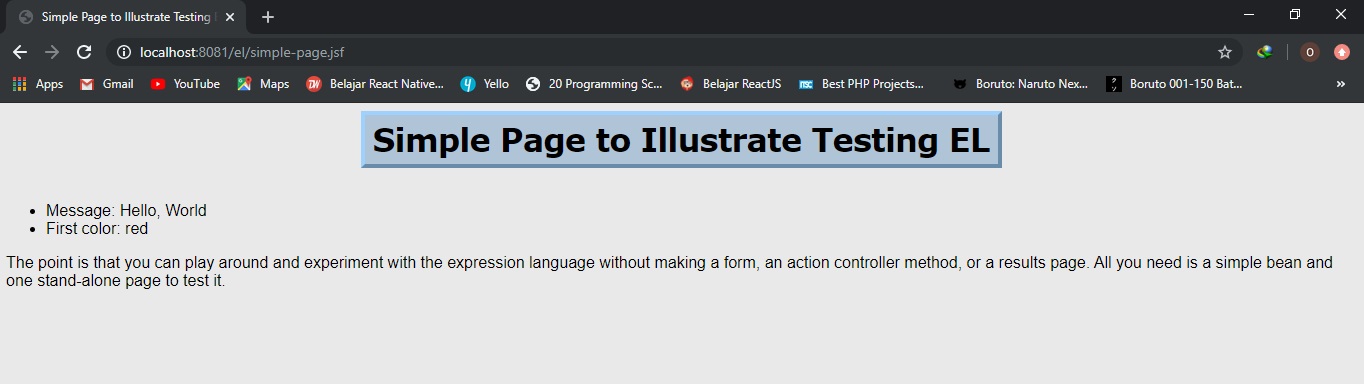 Simple Page to Illustrate Testing
localhost:8081/el/simple-page.jsf
Apps Gmail YouTube Maps Belajar React Native... Yello 20 Programming Sc... Belajar ReactJS Best PHP Projects... Boruto: Naruto Nex... Boruto 001-150 Bat... »
Simple Page to Illustrate Testing EL
• Message: Hello, World
• First color: red
The point is that you can play around and experiment with the expression language without making a form, an action controller method, or a results page. All you need is a simple bean and
one stand-alone page to test it.